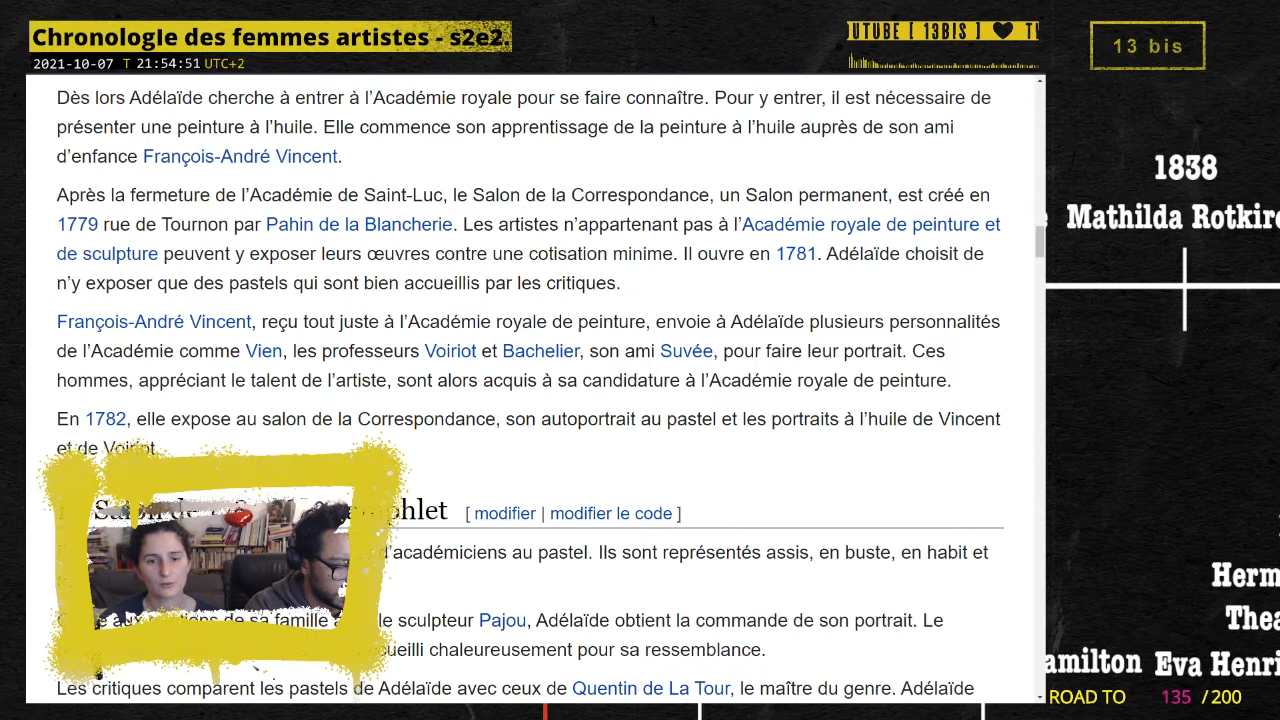 Chronologie des femmes artistes - s2e2.
2021-10-07 T 21:54:51 UTC+2
UTUBE [ 13BIS ] ❤ T
13 bis
Dès lors Adélaïde cherche à entrer à l'Académie royale pour se faire connaître. Pour y entrer, il est nécessaire de
présenter une peinture à l'huile. Elle commence son apprentissage de la peinture à l'huile auprès de son ami
d'enfance François-André Vincent.
Après la fermeture de l'Académie de Saint-Luc, le Salon de la Correspondance, un Salon permanent, est créé en
1779 rue de Tournon par Pahin de la Blancherie. Les artistes n'appartenant pas à l'Académie royale de peinture et
de sculpture peuvent y exposer leurs œuvres contre une cotisation minime. Il ouvre en 1781. Adélaïde choisit de
n'y exposer que des pastels qui sont bien accueillis par les critiques.
François-André Vincent, reçu tout juste à l'Académie royale de peinture, envoie à Adélaïde plusieurs personnalités
de l'Académie comme Vien, les professeurs Voiriot et Bachelier, son ami Suvée, pour faire leur portrait. Ces
hommes, appréciant le talent de l'artiste, sont alors acquis à sa candidature à l'Académie royale de peinture.
En 1782, elle expose au salon de la Correspondance, son autoportrait au pastel et les portraits à l'huile de Vincent
et de Voiriot.
phlet [ modifier | modifier le code ]
d'académiciens au pastel. Ils sont représentés assis, en buste, en habit et
de sa famille le sculpteur Pajou, Adélaïde obtient la commande de son portrait. Le
cueilli chaleureusement pour sa ressemblance.
Les critiques comparent les pastels de Adélaïde avec ceux de Quentin de La Tour, le maître du genre. Adélaïde
1838
Mathilda Rotkirc
Herm
Thea
amilton Eva Henri
ROAD TO 135 / 200